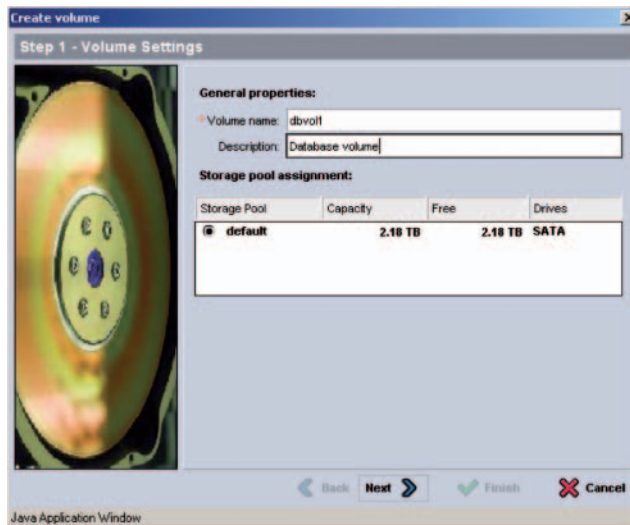 Create volume
Step 1 - Volume Settings
General properties:
*Volume name: dbvol1
Description: Database volume
Storage pool assignment:
Storage Pool Capacity Free Drives
default 2.18 TB 2.18 TB SATA
Back Next Finish Cancel
Java Application Window